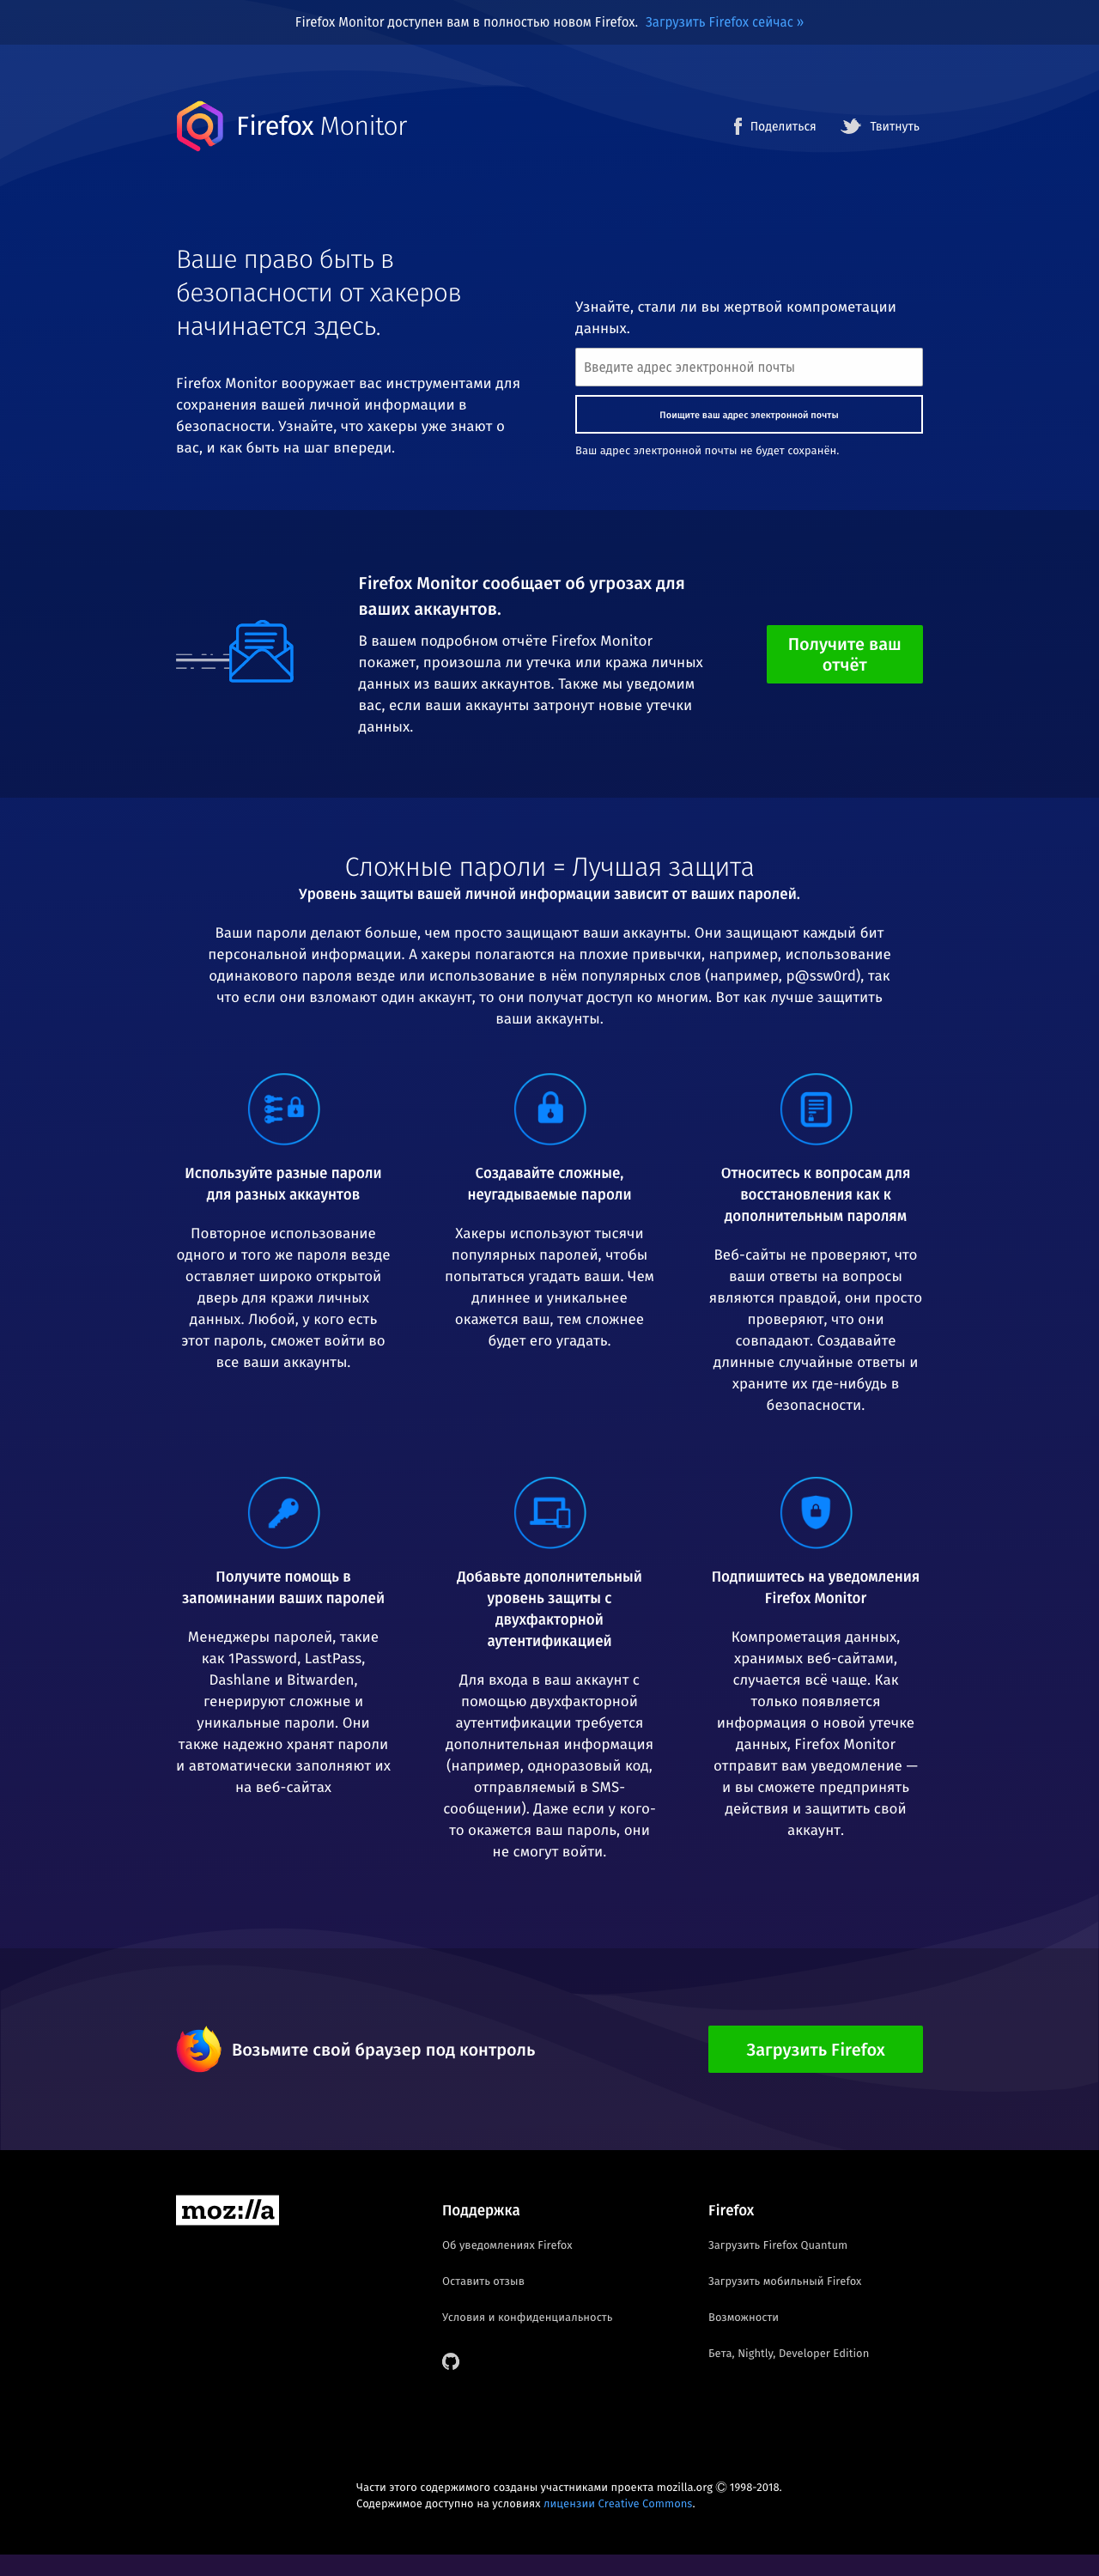 Firefox Monitor доступен вам в полностью новом Firefox. Загрузить Firefox сейчас »
Firefox Monitor
Поделиться
Твитнуть
Ваше право быть в
безопасности от хакеров
начинается здесь.
Firefox Monitor вооружает вас инструментами для
сохранения вашей личной информации в
безопасности. Узнайте, что хакеры уже знают о
вас, и как быть на шаг впереди.
Узнайте, стали ли вы жертвой компрометации
данных.
Введите адрес электронной почты
Поищите ваш адрес электронной почты
Ваш адрес электронной почты не будет сохранён.
Firefox Monitor сообщает об угрозах для
ваших аккаунтов.
В вашем подробном отчёте Firefox Monitor
покажет, произошла ли утечка или кража личных
данных из ваших аккаунтов. Также мы уведомим
вас, если ваши аккаунты затронут новые утечки
данных.
Получите ваш
отчёт
Сложные пароли = Лучшая защита
Уровень защиты вашей личной информации зависит от ваших паролей.
Ваши пароли делают больше, чем просто защищают ваши аккаунты. Они защищают каждый бит
персональной информации. А хакеры полагаются на плохие привычки, например, использование
одинакового пароля везде или использование в нём популярных слов (например, p@ssw0rd), так
что если они взломают один аккаунт, то они получат доступ ко многим. Вот как лучше защитить
ваши аккаунты.
Используйте разные пароли
для разных аккаунтов
Повторное использование
одного и того же пароля везде
оставляет широко открытой
дверь для кражи личных
данных. Любой, у кого есть
этот пароль, сможет войти во
все ваши аккаунты.
Создавайте сложные,
неугадываемые пароли
Хакеры используют тысячи
популярных паролей, чтобы
попытаться угадать ваши. Чем
длиннее и уникальнее
окажется ваш, тем сложнее
будет его угадать.
Относитесь к вопросам для
восстановления как к
дополнительным паролям
Веб-сайты не проверяют, что
ваши ответы на вопросы
являются правдой, они просто
проверяют, что они
совпадают. Создавайте
длинные случайные ответы и
храните их где-нибудь в
безопасности.
Получите помощь в
запоминании ваших паролей
Менеджеры паролей, такие
как 1Password, LastPass,
Dashlane и Bitwarden,
генерируют сложные и
уникальные пароли. Они
также надежно хранят пароли
и автоматически заполняют их
на веб-сайтах
Добавьте дополнительный
уровень защиты с
двухфакторной
аутентификацией
Для входа в ваш аккаунт с
помощью двухфакторной
аутентификации требуется
дополнительная информация
(например, одноразовый код,
отправляемый в SMS-
сообщении). Даже если у кого-
то окажется ваш пароль, они
не смогут войти.
Подпишитесь на уведомления
Firefox Monitor
Компрометация данных,
хранимых веб-сайтами,
случается всё чаще. Как
только появляется
информация о новой утечке
данных, Firefox Monitor
отправит вам уведомление —
и вы сможете предпринять
действия и защитить свой
аккаунт.
Возьмите свой браузер под контроль
Загрузить Firefox
moz://a
Поддержка
Об уведомлениях Firefox
Оставить отзыв
Условия и конфиденциальность
Firefox
Загрузить Firefox Quantum
Загрузить мобильный Firefox
Возможности
Бета, Nightly, Developer Edition
Части этого содержимого созданы участниками проекта mozilla.org © 1998-2018.
Содержимое доступно на условиях лицензии Creative Commons.